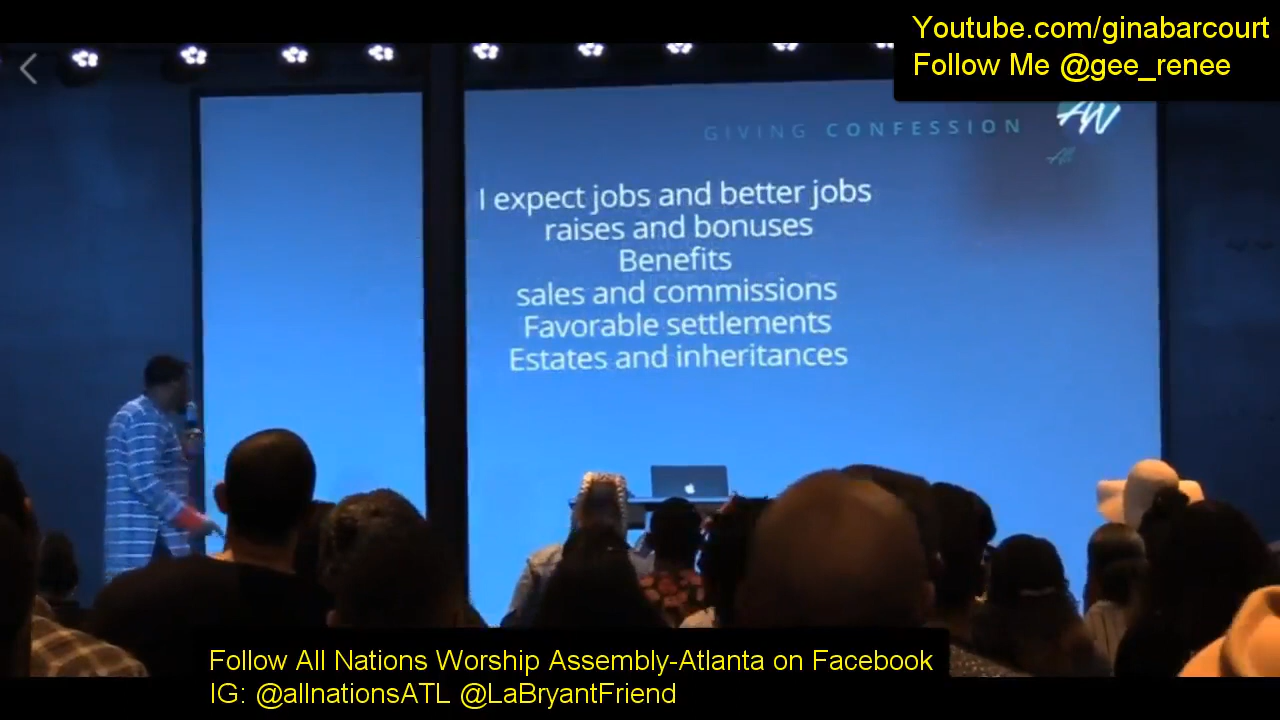 Youtube.com/ginabarcourt
Follow Me @gee_renee
GIVING CONFESSION
AW
I expect jobs and better jobs
raises and bonuses
Benefits
sales and commissions
Favorable settlements
Estates and inheritances
Follow All Nations Worship Assembly-Atlanta on Facebook
IG: @allnationsATL @LaBryantFriend